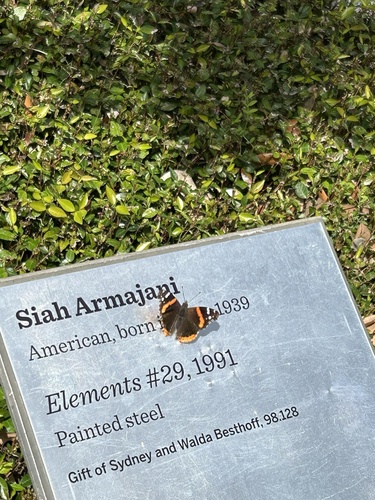 Siah Armajani
American, born 1939
Elements #29, 1991
Painted steel
Gift of Sydney and Walda Besthoff, 98.128